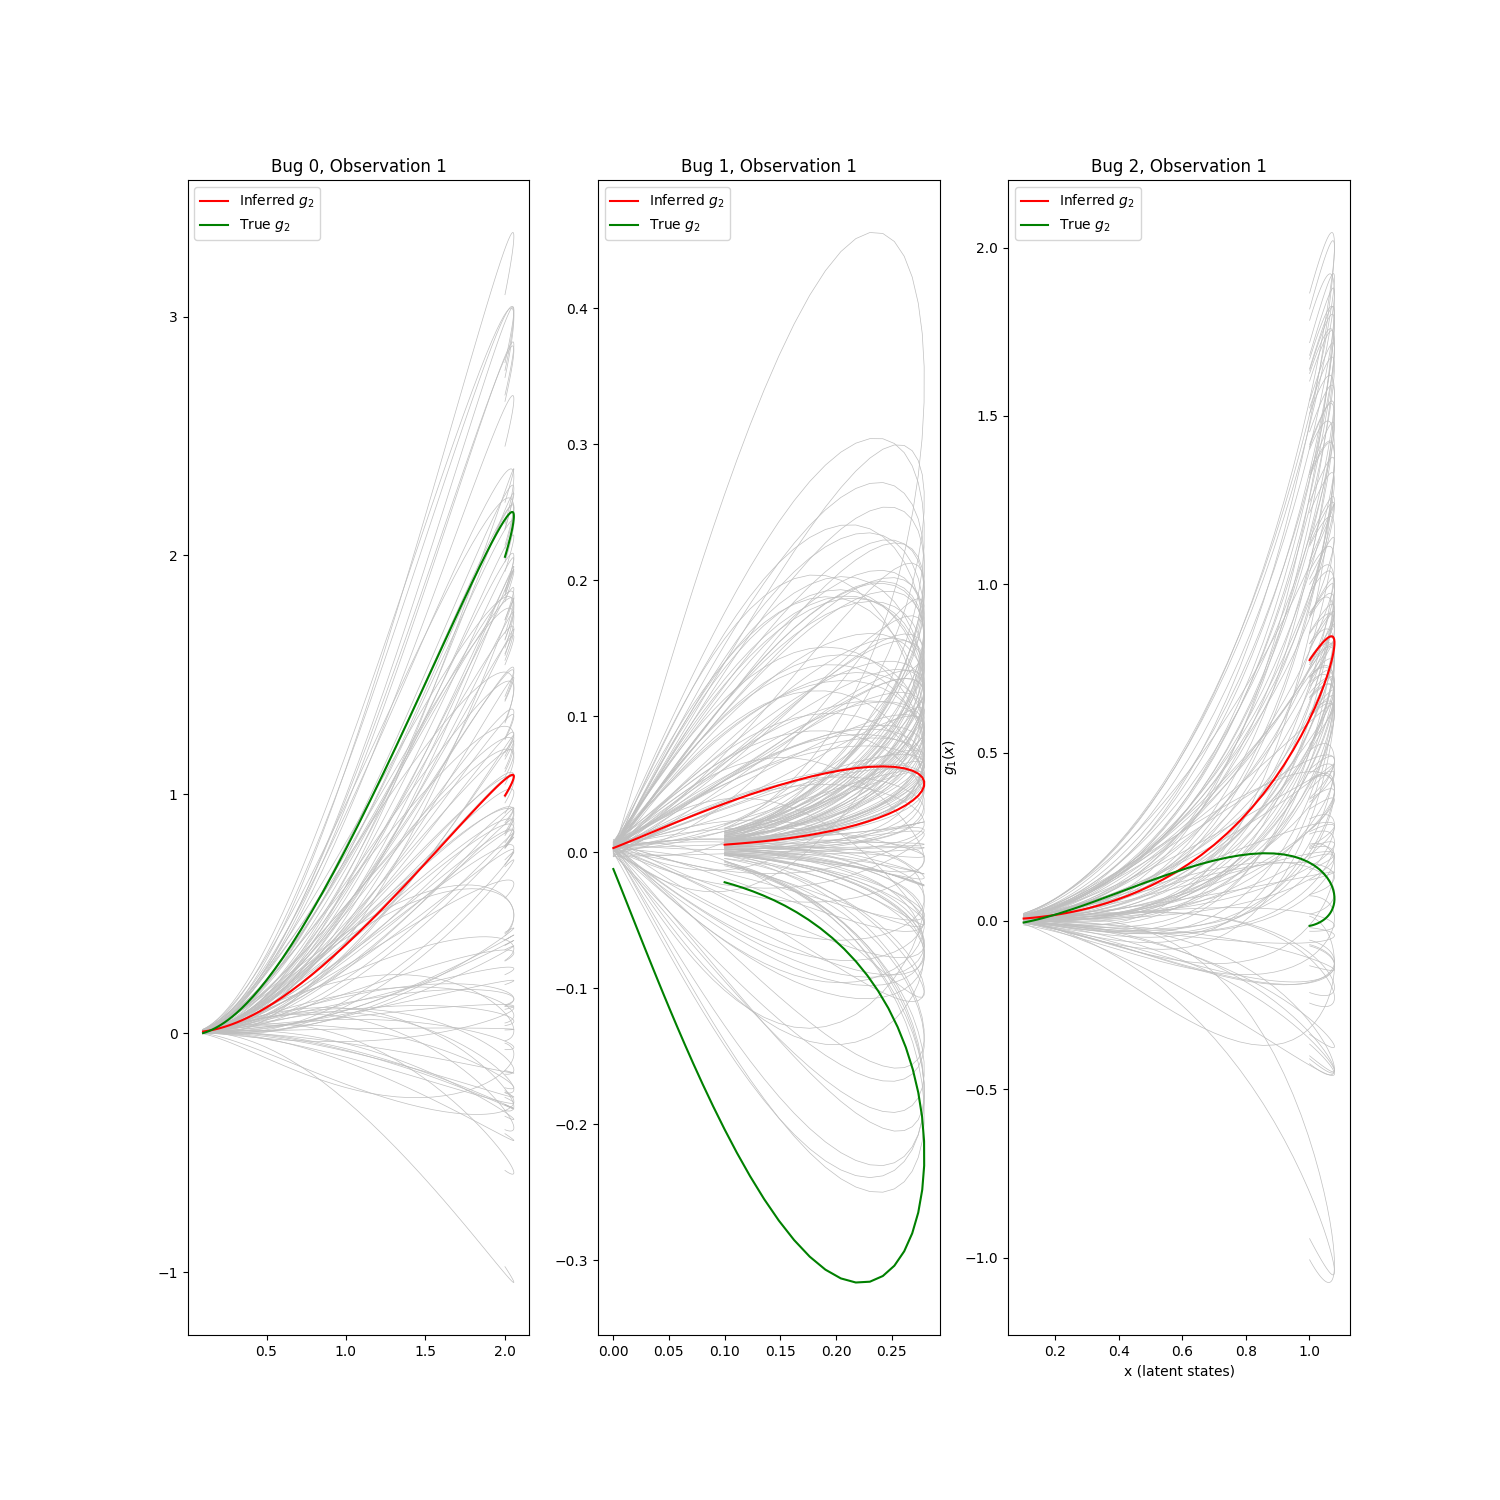 Bug 0, Observation 1
Inferred g₂
True g₂
3
2
1
0
−1
0.5 1.0 1.5 2.0
Bug 1, Observation 1
Inferred g₂
True g₂
0.4
0.3
0.2
0.1
0.0
−0.1
−0.2
−0.3
0.00 0.05 0.10 0.15 0.20 0.25
Bug 2, Observation 1
Inferred g₂
True g₂
g₁(x)
2.0
1.5
1.0
0.5
0.0
−0.5
−1.0
0.2 0.4 0.6 0.8 1.0
x (latent states)